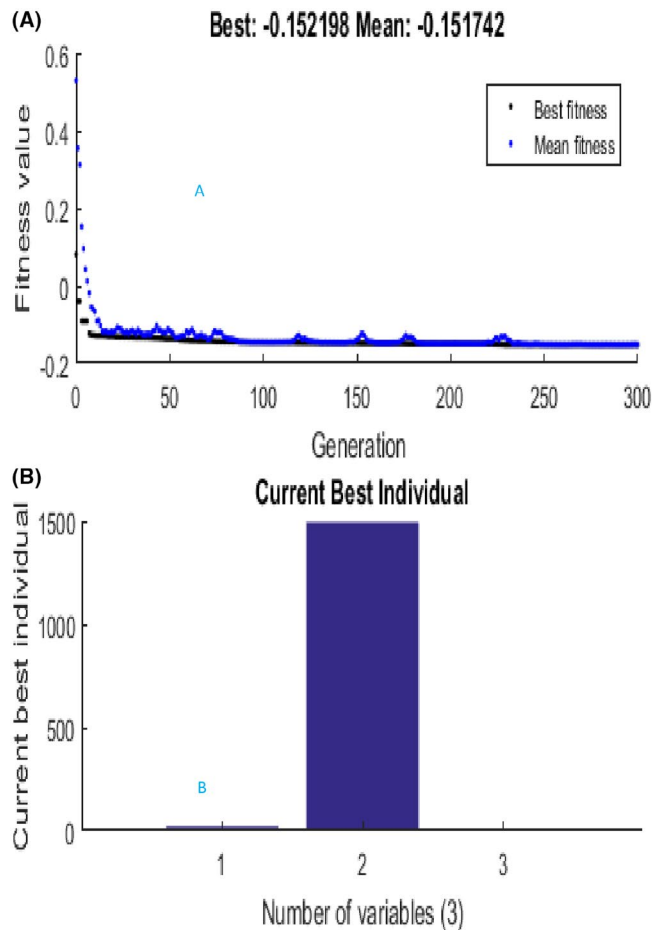 (A)
Best: -0.152198 Mean: -0.151742
0.6
0.4
0.2
0
-0.2
Fitness value
Best fitness
Mean fitness
A
0 50 100 150 200 250 300
Generation
(B)
Current Best Individual
1500
1000
500
0
Current best individual
B
1 2 3
Number of variables (3)